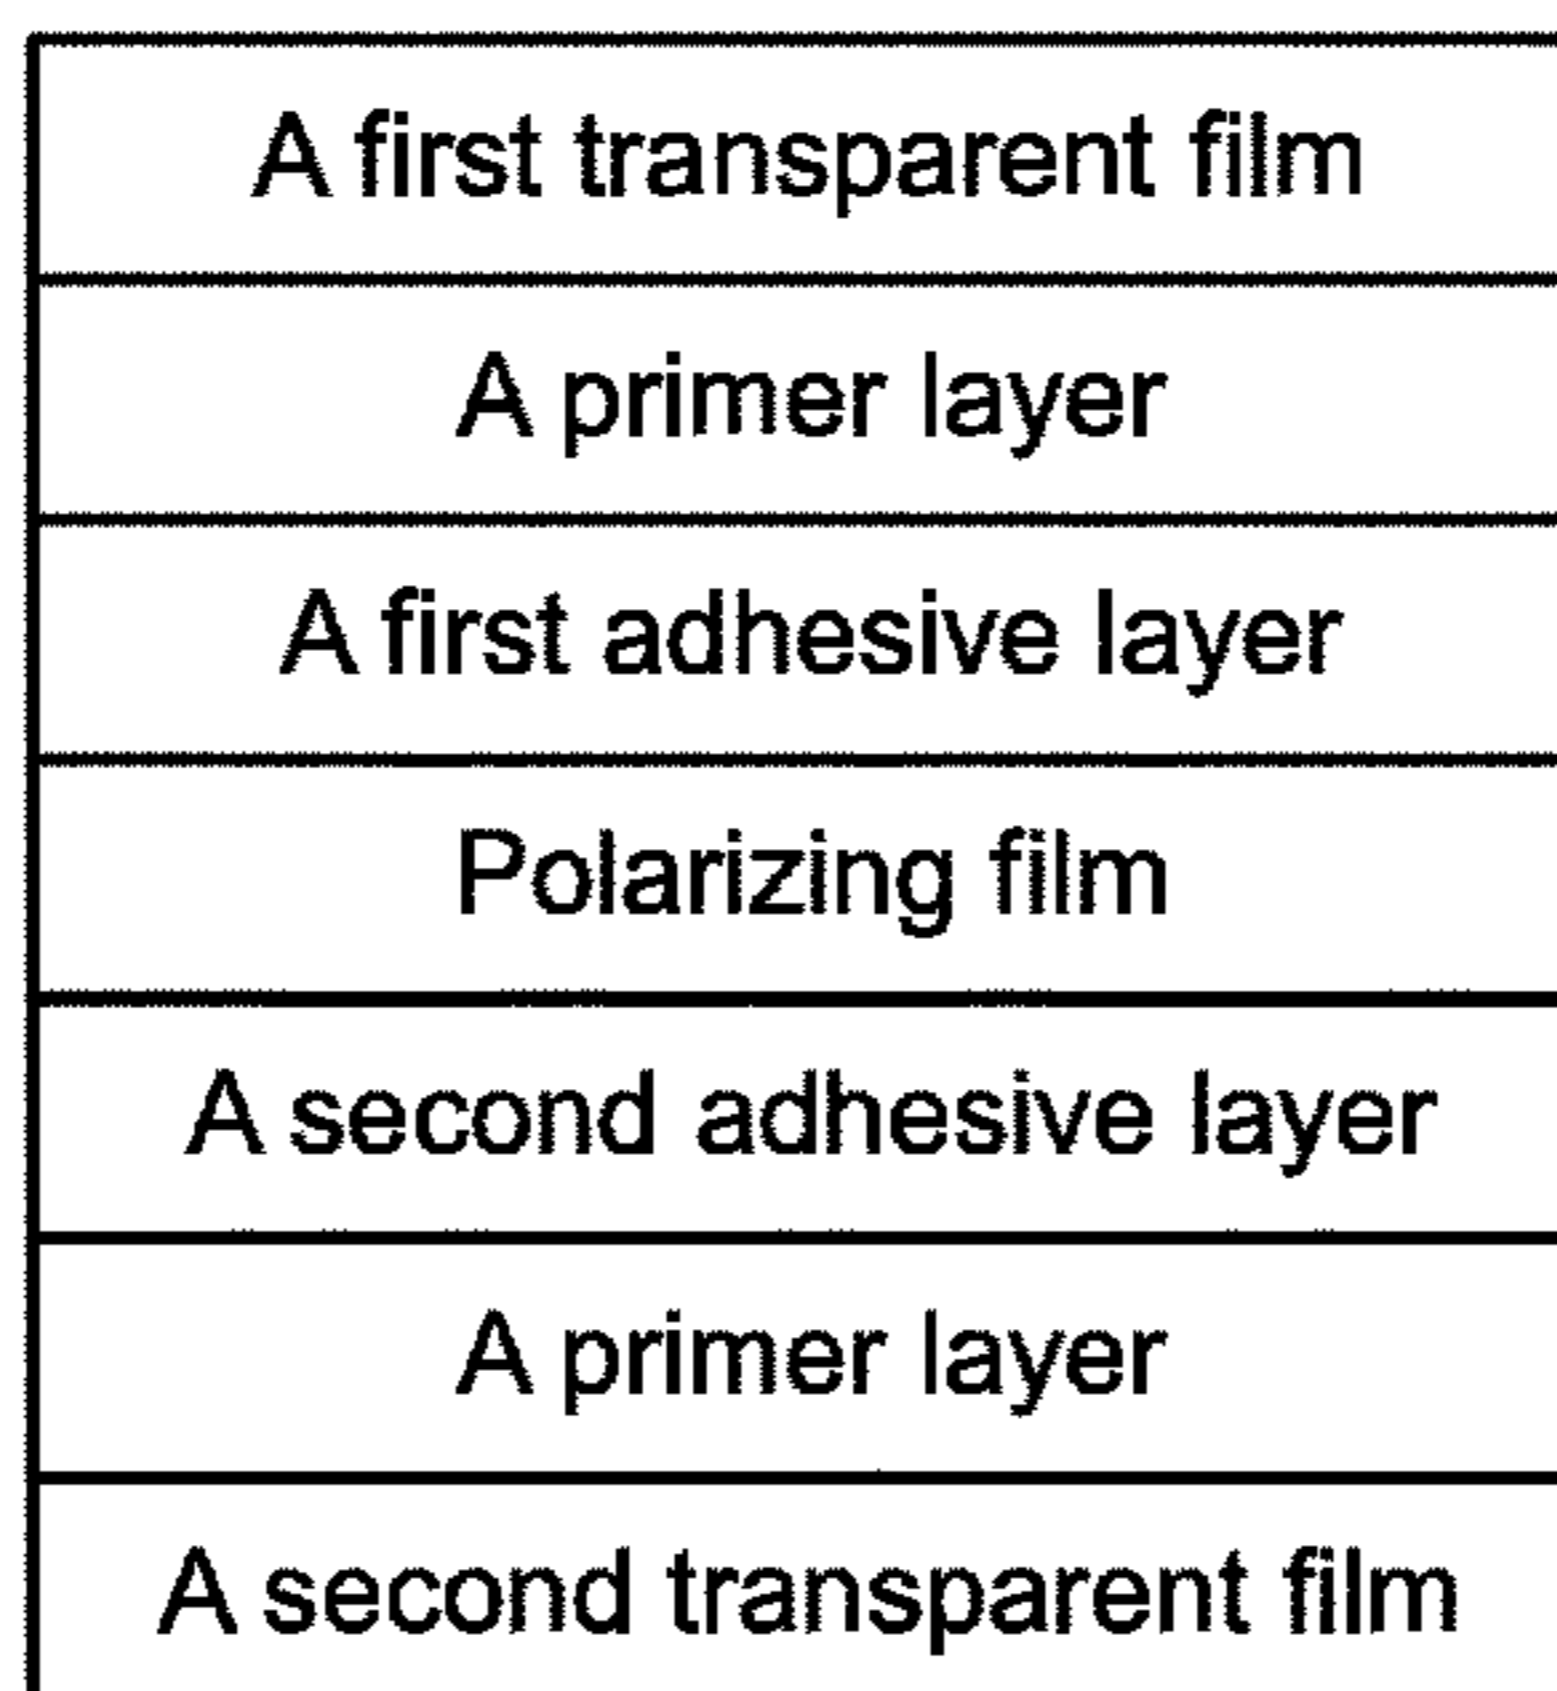 A first transparent film
A primer layer
A first adhesive layer
Polarizing film
A second adhesive layer
A primer layer
A second transparent film